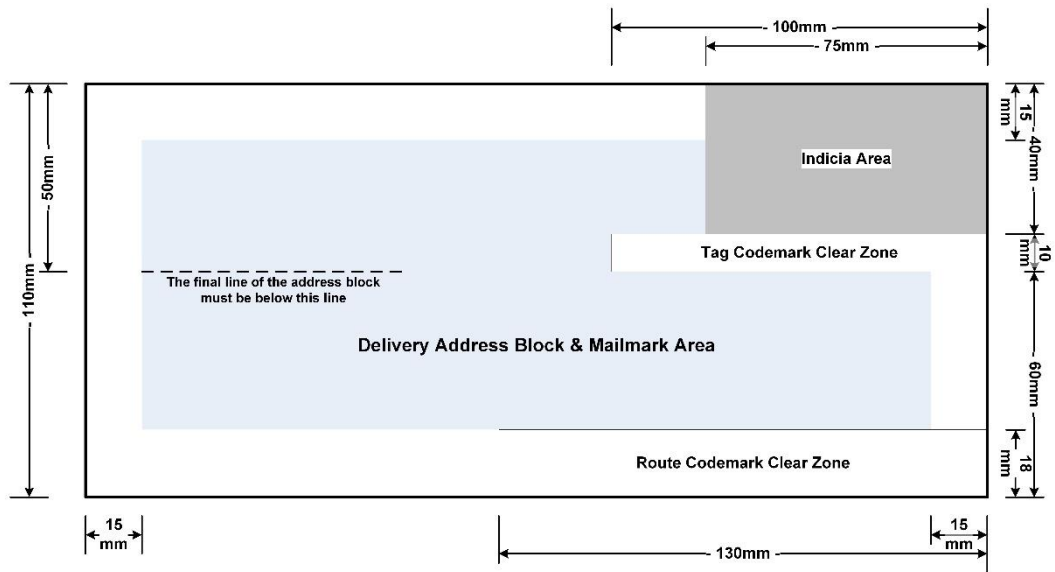 - 100mm -
- 75mm -
Indicia Area
15
mm
- 40mm -
- 50mm -
Tag Codemark Clear Zone
10
mm
The final line of the address block
must be below this line
- 110mm -
Delivery Address Block & Mailmark Area
- 60mm -
Route Codemark Clear Zone
18
mm
15
mm
- 130mm -
15
mm